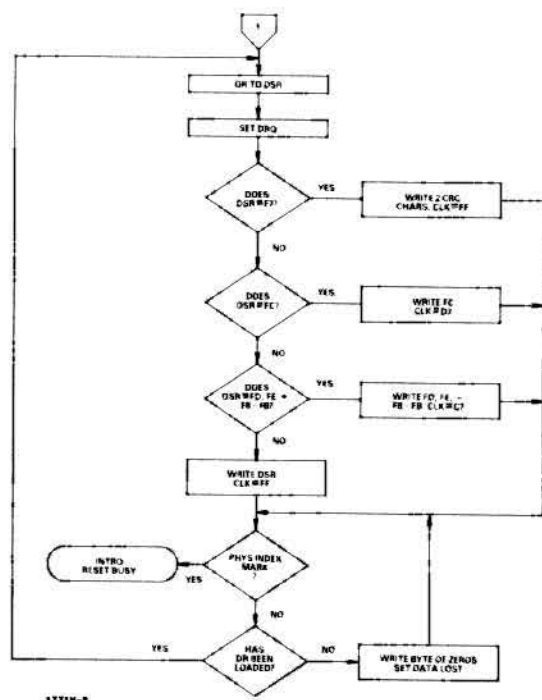 1
DR TO DSR
SET DRQ
DOES
DSR=F7?
YES
WRITE 2 CRC
CHARS. CLK=FF
NO
DOES
DSR=FC?
YES
WRITE FC
CLK=D7
NO
DOES
DSR=FD, FE +
F8 - FB?
YES
WRITE FD, FE, -
F8 - FB CLK=C7
NO
WRITE DSR
CLK=FF
PHYS INDEX
MARK
?
INTRQ
RESET BUSY
YES
NO
YES
HAS
DR BEEN
LOADED?
NO
WRITE BYTE OF ZEROS
SET DATA LOST